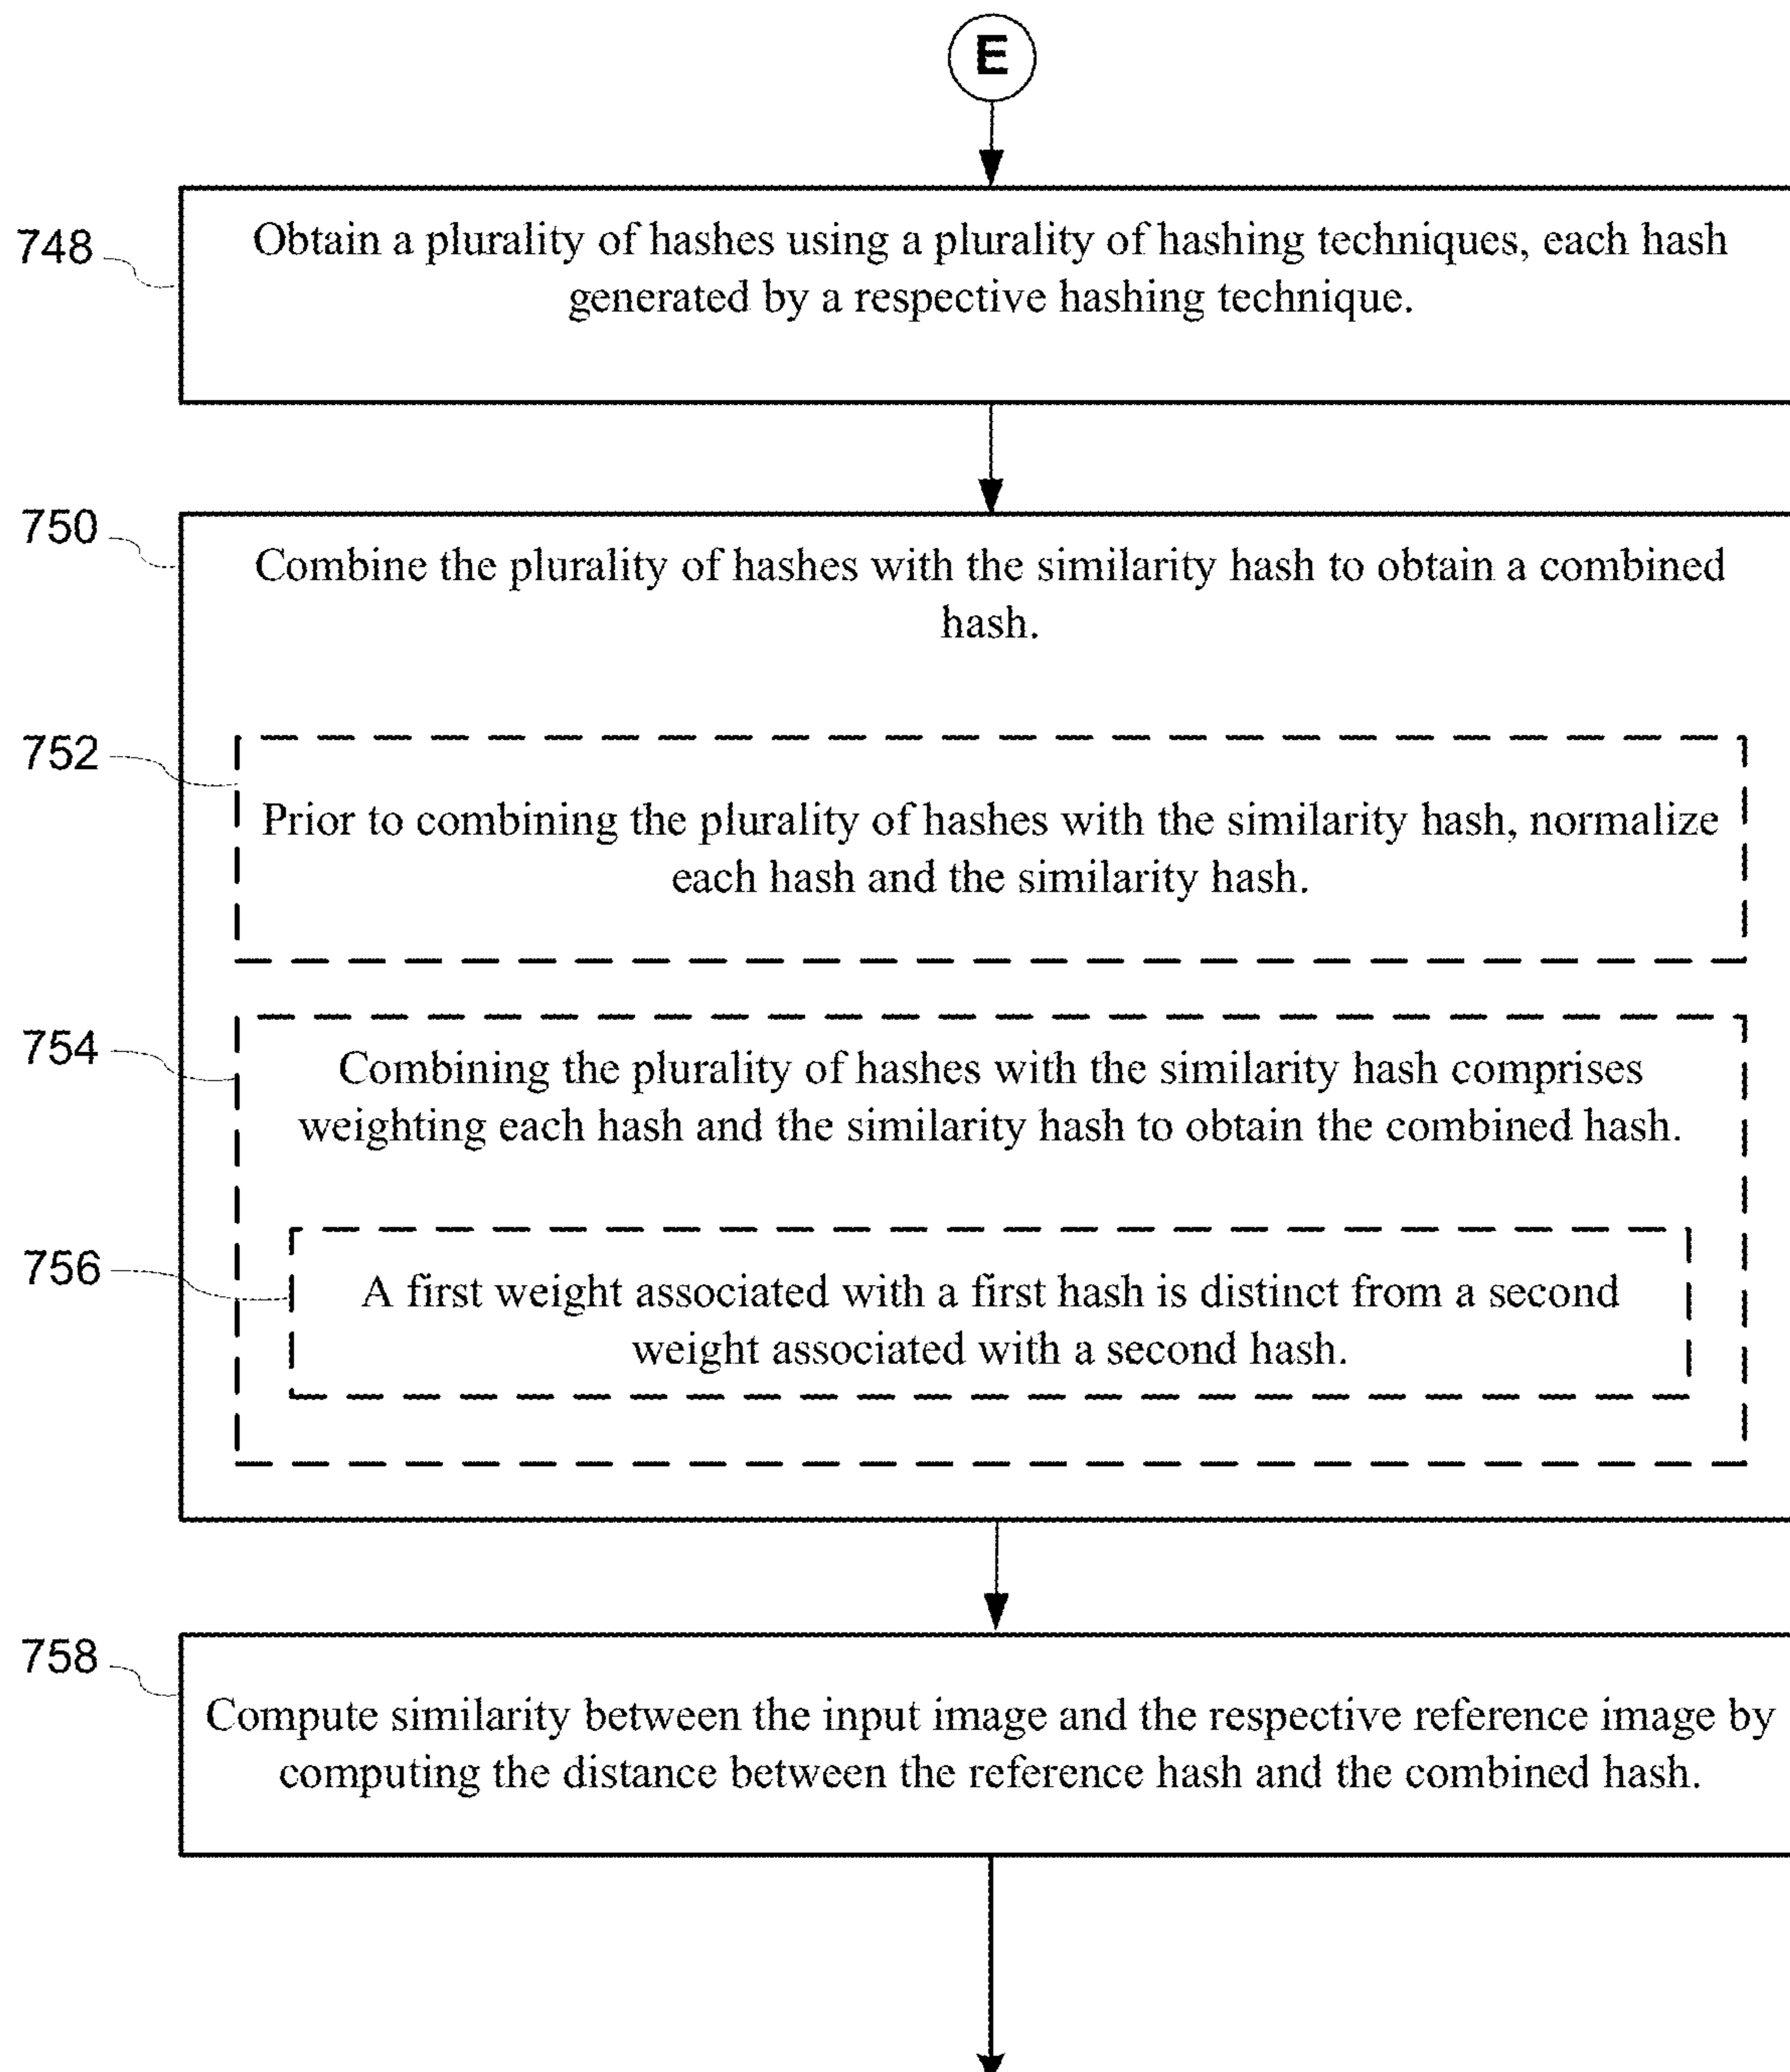 E
748
Obtain a plurality of hashes using a plurality of hashing techniques, each hash
generated by a respective hashing technique.
750
Combine the plurality of hashes with the similarity hash to obtain a combined
hash.
752
Prior to combining the plurality of hashes with the similarity hash, normalize
each hash and the similarity hash.
754
Combining the plurality of hashes with the similarity hash comprises
weighting each hash and the similarity hash to obtain the combined hash.
756
A first weight associated with a first hash is distinct from a second
weight associated with a second hash.
758
Compute similarity between the input image and the respective reference image by
computing the distance between the reference hash and the combined hash.